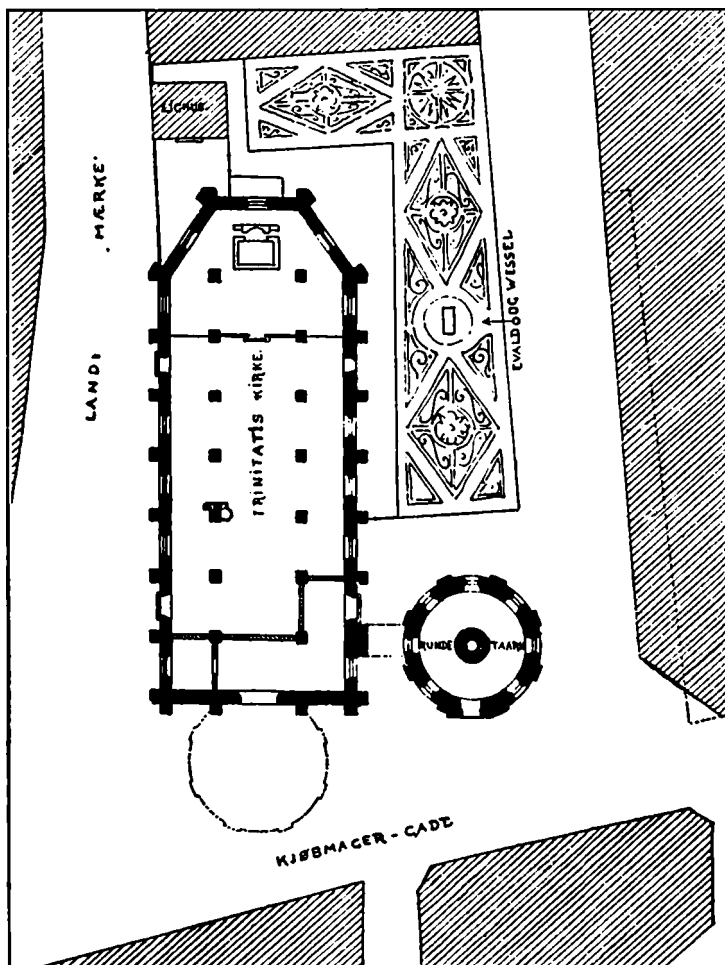 LIGHUS.
LANDE MÆRKE.
TRINITATIS KIRKE.
EVALD OG WESSEL
RUNDE TAARN
KJØBMAGER-GADE